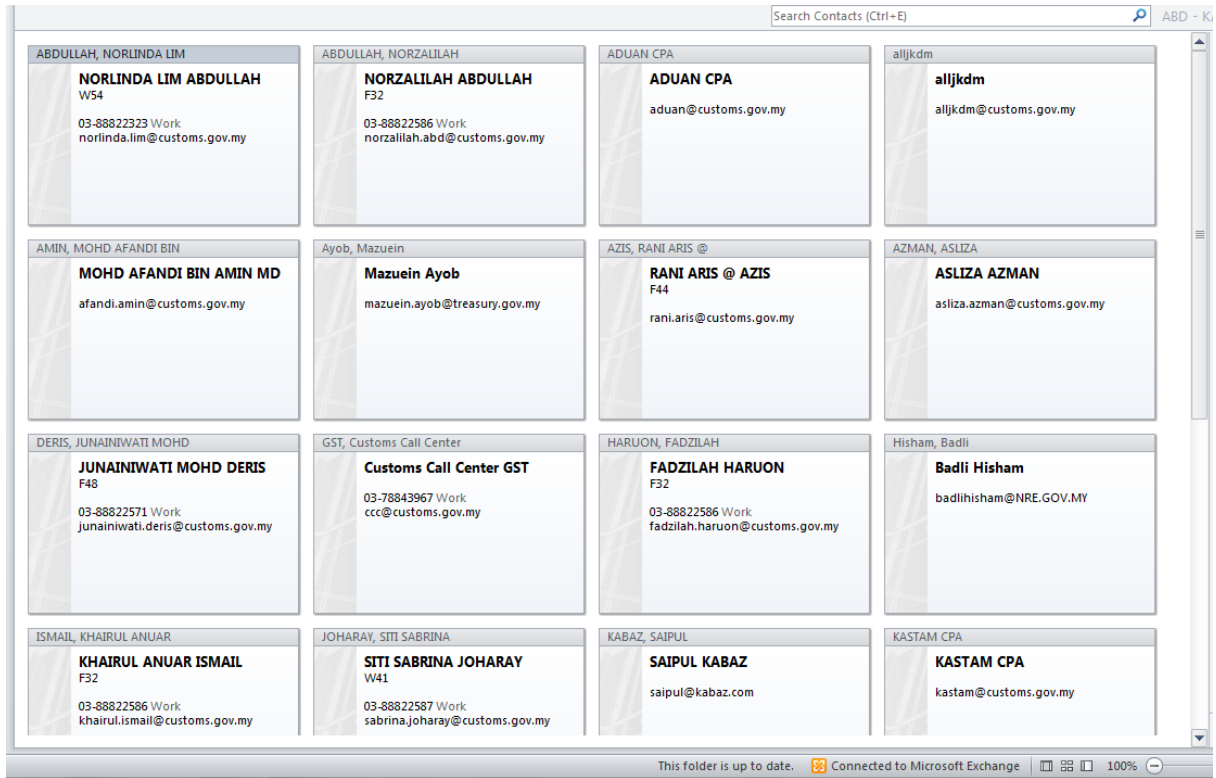 Search Contacts (Ctrl+E)
ABD - KA
ABDULLAH, NORLINDA LIM
NORLINDA LIM ABDULLAH
W54
03-88822323 Work
norlinda.lim@customs.gov.my
ABDULLAH, NORZALILAH
NORZALILAH ABDULLAH
F32
03-88822586 Work
norzalilah.abd@customs.gov.my
ADUAN CPA
ADUAN CPA
aduan@customs.gov.my
alljkdm
alljkdm
alljkdm@customs.gov.my
AMIN, MOHD AFANDI BIN
MOHD AFANDI BIN AMIN MD
afandi.amin@customs.gov.my
Ayob, Mazuein
Mazuein Ayob
mazuein.ayob@treasury.gov.my
AZIS, RANI ARIS @
RANI ARIS @ AZIS
F44
rani.aris@customs.gov.my
AZMAN, ASLIZA
ASLIZA AZMAN
asliza.azman@customs.gov.my
DERIS, JUNAINIWATI MOHD
JUNAINIWATI MOHD DERIS
F48
03-88822571 Work
junainiwati.deris@customs.gov.my
GST, Customs Call Center
Customs Call Center GST
03-78843967 Work
ccc@customs.gov.my
HARUON, FADZILAH
FADZILAH HARUON
F32
03-88822586 Work
fadzilah.haruon@customs.gov.my
Hisham, Badli
Badli Hisham
badlihisham@NRE.GOV.MY
ISMAIL, KHAIRUL ANUAR
KHAIRUL ANUAR ISMAIL
F32
03-88822586 Work
khairul.ismail@customs.gov.my
JOHARAY, SITI SABRINA
SITI SABRINA JOHARAY
W41
03-88822587 Work
sabrina.joharay@customs.gov.my
KABAZ, SAIPUL
SAIPUL KABAZ
saipul@kabaz.com
KASTAM CPA
KASTAM CPA
kastam@customs.gov.my
This folder is up to date.
Connected to Microsoft Exchange
100%